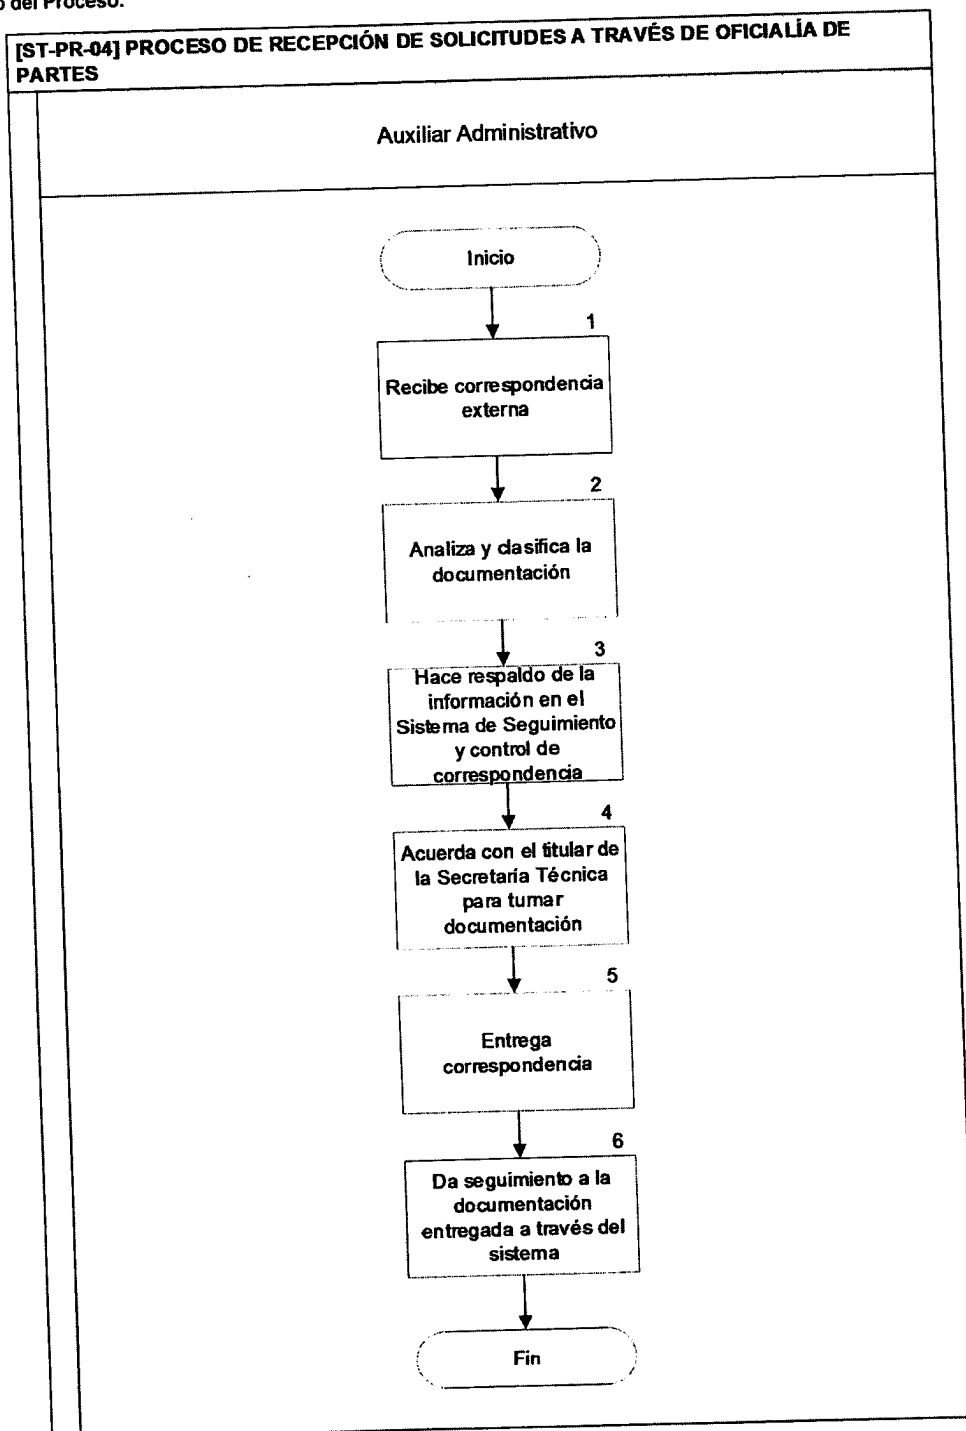 del Proceso:
[ST-PR-04] PROCESO DE RECEPCIÓN DE SOLICITUDES A TRAVÉS DE OFICIALÍA DE
PARTES
Auxiliar Administrativo
Inicio
1
Recibe correspondencia
externa
2
Analiza y clasifica la
documentación
3
Hace respaldo de la
información en el
Sistema de Seguimiento
y control de
correspondencia
4
Acuerda con el titular de
la Secretaría Técnica
para turnar
documentación
5
Entrega
correspondencia
6
Da seguimiento a la
documentación
entregada a través del
sistema
Fin